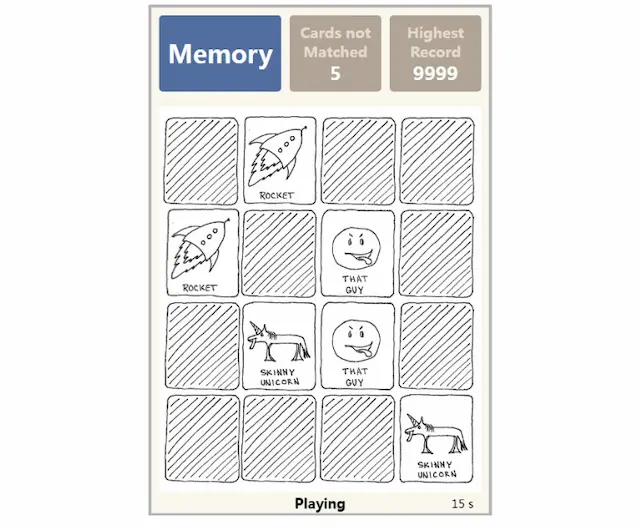 Memory
Cards not
Matched
5
Highest
Record
9999
ROCKET
ROCKET
THAT
GUY
SKINNY
UNICORN
THAT
GUY
SKINNY
UNICORN
Playing
15 s